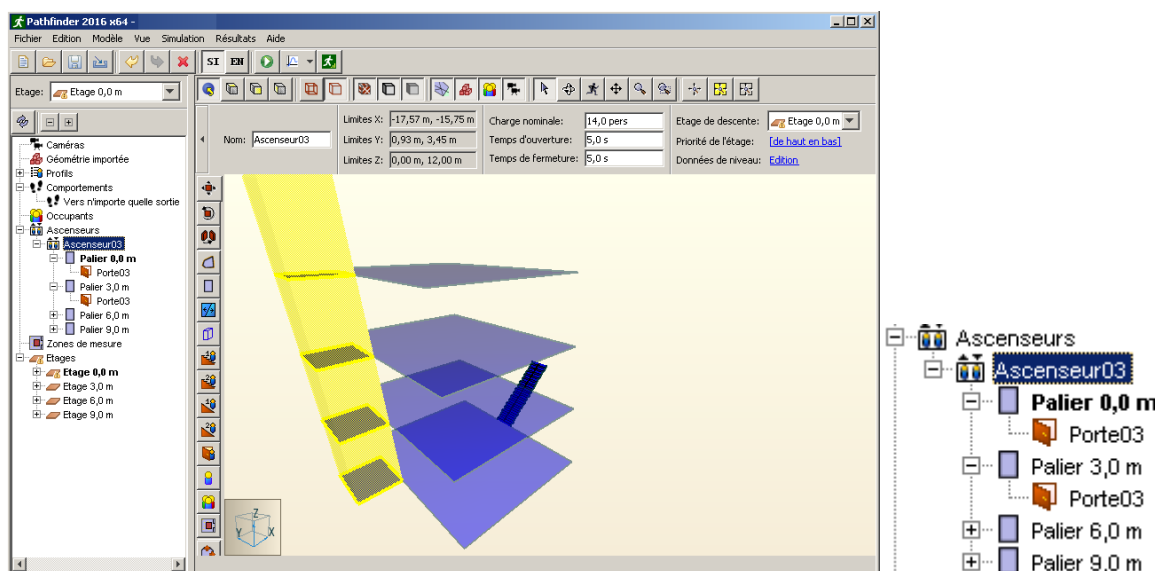 Pathfinder 2016 x64 -
Fichier Edition Modèle Vue Simulation Résultats Aide
SI EN
Etage: Etage 0,0 m
Nom: Ascenseur03
Limites X: -17,57 m, -15,75 m
Limites Y: 0,93 m, 3,45 m
Limites Z: 0,00 m, 12,00 m
Charge nominale: 14,0 pers
Temps d'ouverture: 5,0 s
Temps de fermeture: 5,0 s
Etage de descente: Etage 0,0 m
Priorité de l'étage: [de haut en bas]
Données de niveau: Edition
Caméras
Géométrie importée
Profils
Comportements
Vers n'importe quelle sortie
Occupants
Ascenseurs
Ascenseur03
Palier 0,0 m
Porte03
Palier 3,0 m
Porte03
Palier 6,0 m
Palier 9,0 m
Zones de mesure
Etages
Etage 0,0 m
Etage 3,0 m
Etage 6,0 m
Etage 9,0 m
Z
Y
X
Ascenseurs
Ascenseur03
Palier 0,0 m
Porte03
Palier 3,0 m
Porte03
Palier 6,0 m
Palier 9,0 m